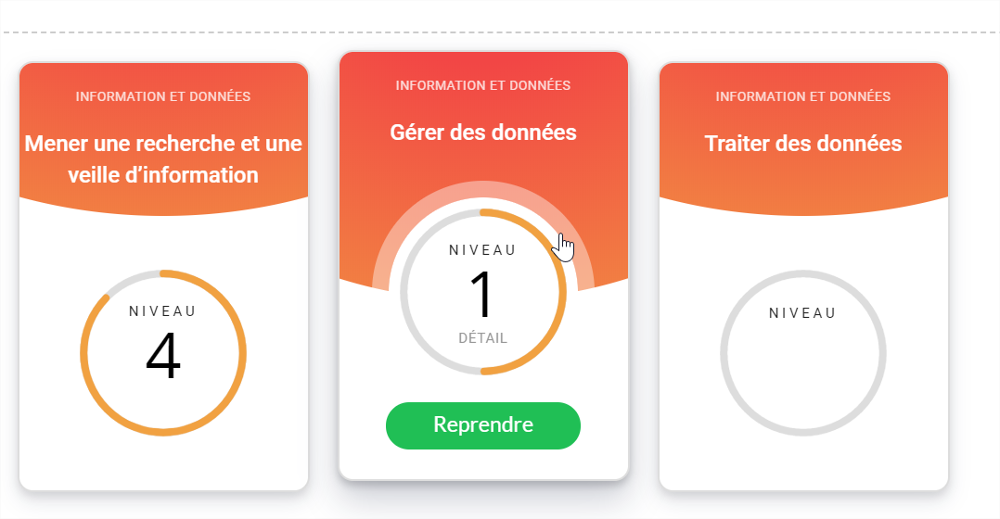 INFORMATION ET DONNÉES
Mener une recherche et une
veille d’information
NIVEAU
4
INFORMATION ET DONNÉES
Gérer des données
NIVEAU
1
DÉTAIL
Reprendre
INFORMATION ET DONNÉES
Traiter des données
NIVEAU